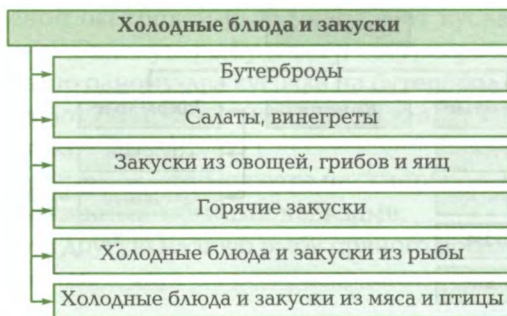 Холодные блюда и закуски
Бутерброды
Салаты, винегреты
Закуски из овощей, грибов и яиц
Горячие закуски
Холодные блюда и закуски из рыбы
Холодные блюда и закуски из мяса и птицы